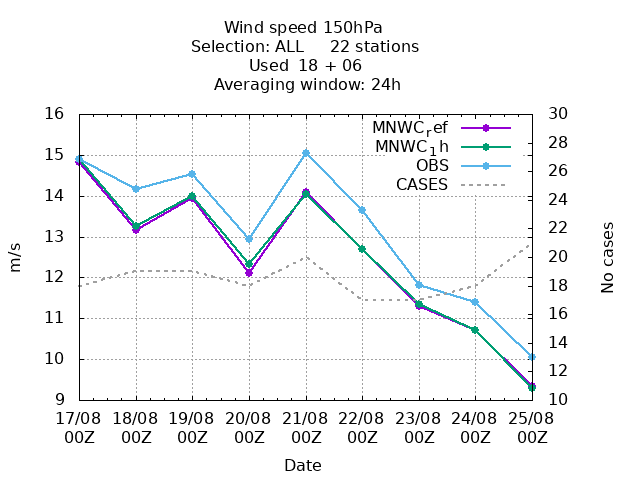 Wind speed 150hPa
Selection: ALL     22 stations
Used  18 + 06
Averaging window: 24h
16 30
MNWCref
MNWC1h
OBS
CASES
15 28
14 26
13 24
12 22
11 20
10 18
9 16
14
12
10
m/s
No cases
17/08 18/08 19/08 20/08 21/08 22/08 23/08 24/08 25/08
00Z 00Z 00Z 00Z 00Z 00Z 00Z 00Z 00Z
Date